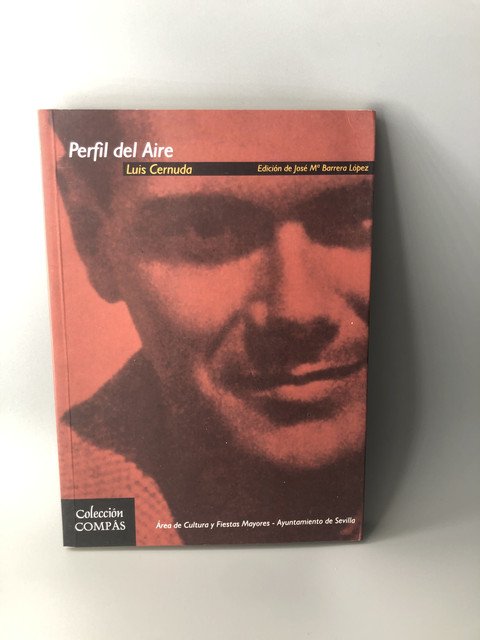 Perfil del Aire
Luis Cernuda
Edición de José Mª Barrera López
Colección
COMPÁS
Área de Cultura y Fiestas Mayores - Ayuntamiento de Sevilla